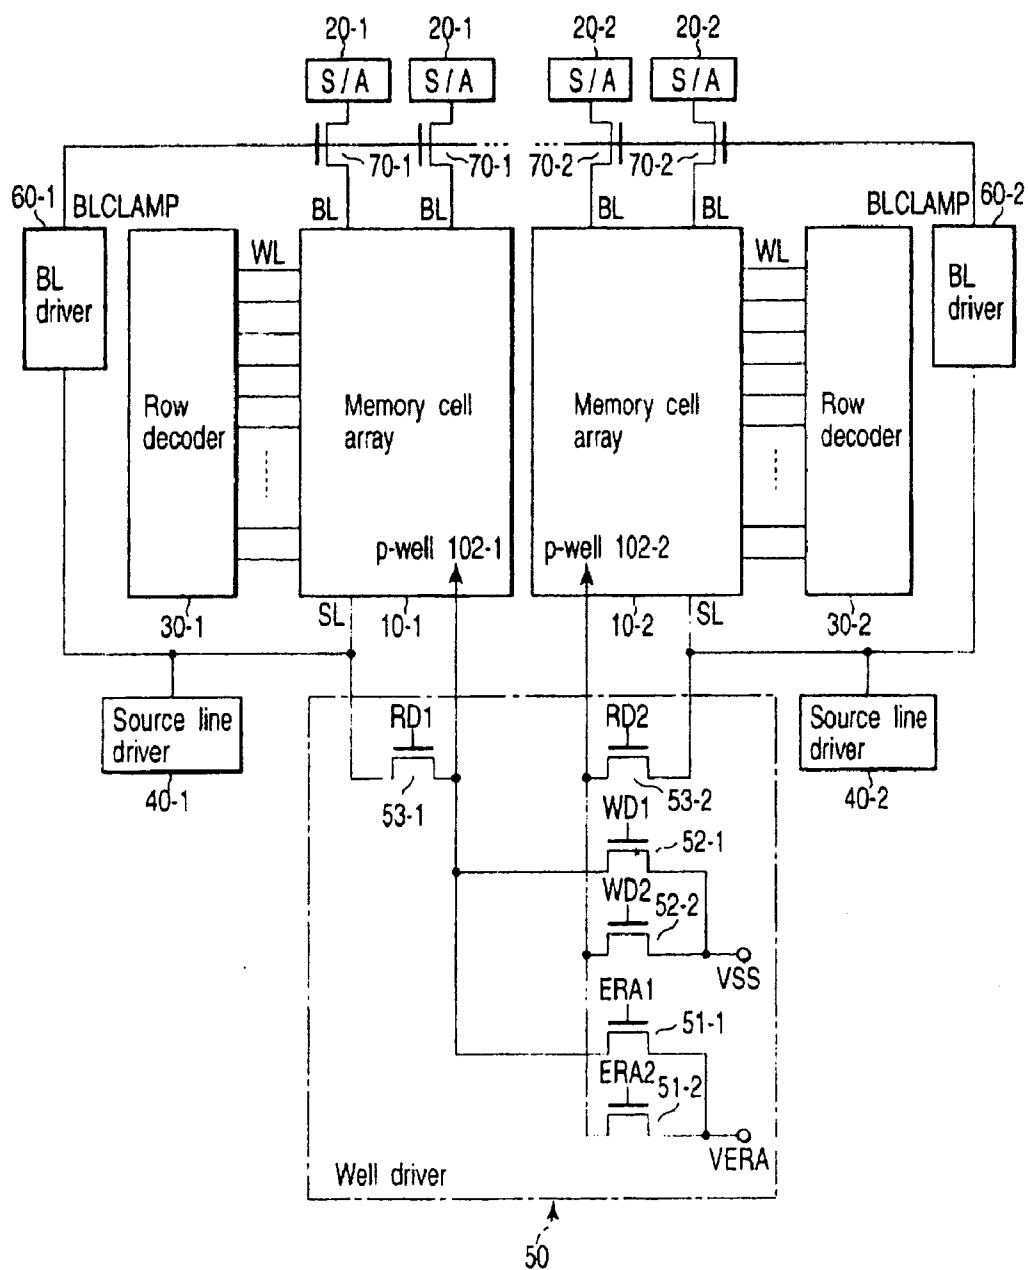 20-1 20-1 20-2 20-2
S/A S/A S/A S/A
70-1 70-1 70-2 70-2
60-1 BLCLAMP BL BL BL BL BLCLAMP 60-2
BL driver
WL
WL
BL driver
Row decoder
Memory cell array
Memory cell array
Row decoder
p-well 102-1 p-well 102-2
30-1 SL 10-1 10-2 SL 30-2
Source line driver
40-1
Source line driver
40-2
RD1 RD2
53-1 53-2
WD1
52-1
WD2
52-2
VSS
ERA1
51-1
ERA2
51-2
VERA
Well driver
50